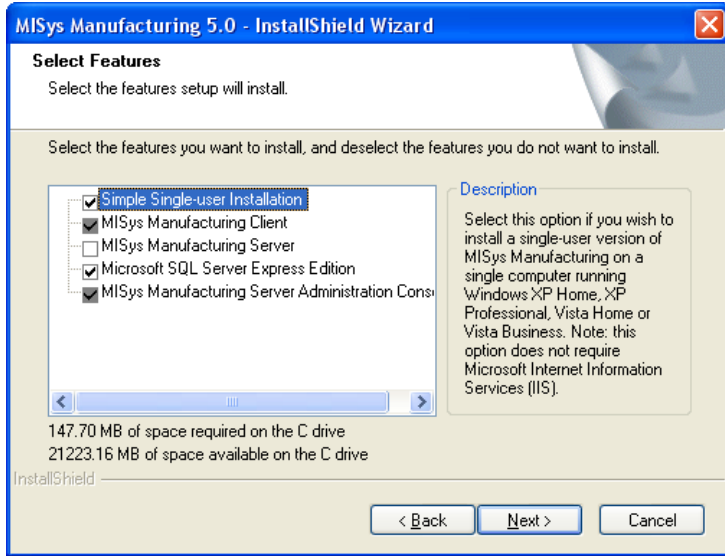 MISys Manufacturing 5.0 - InstallShield Wizard
Select Features
Select the features setup will install.
Select the features you want to install, and deselect the features you do not want to install.
Simple Single-user Installation
MISys Manufacturing Client
MISys Manufacturing Server
Microsoft SQL Server Express Edition
MISys Manufacturing Server Administration
Description
Select this option if you wish to
install a single-user version of
MISys Manufacturing on a
single computer running
Windows XP Home, XP
Professional, Vista Home or
Vista Business. Note: this
option does not require
Microsoft Internet Information
Services (IIS).
147.70 MB of space required on the C drive
21223.16 MB of space available on the C drive
InstallShield
< Back
Next >
Cancel